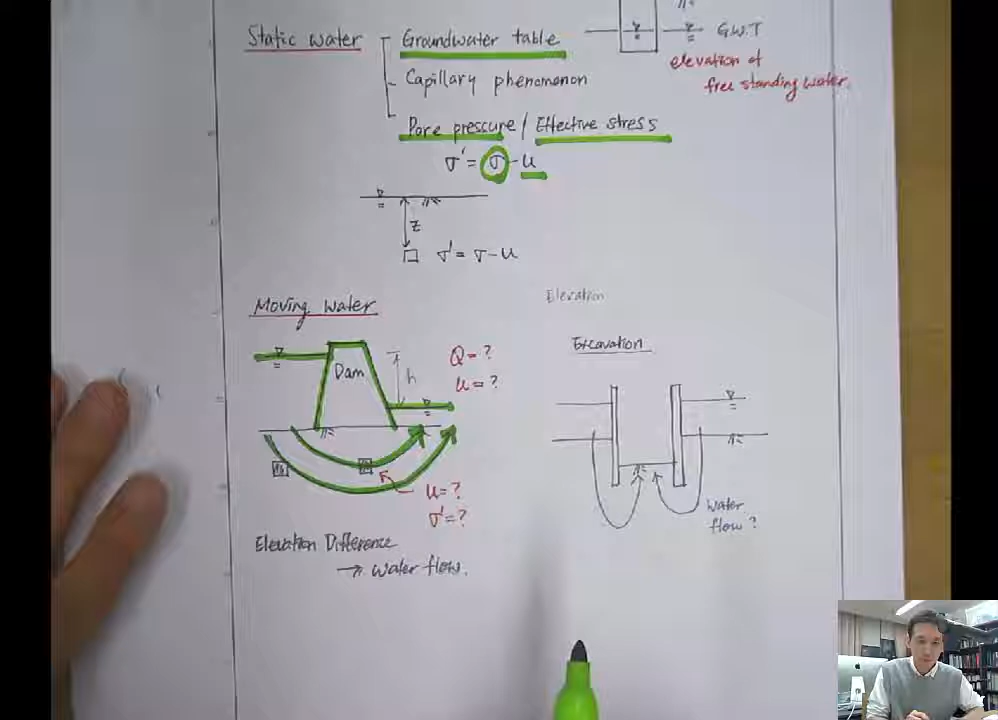 Static water
Groundwater table
Capillary phenomenon
Pore pressure / Effective stress
σ' = σ - u
G.W.T
elevation of
free standing water.
z
σ' = σ - u
Moving water
Dam
h
Q = ?
u = ?
u = ?
σ' = ?
Elevation Difference
→ water flow.
Elevation
Excavation
Water
flow?